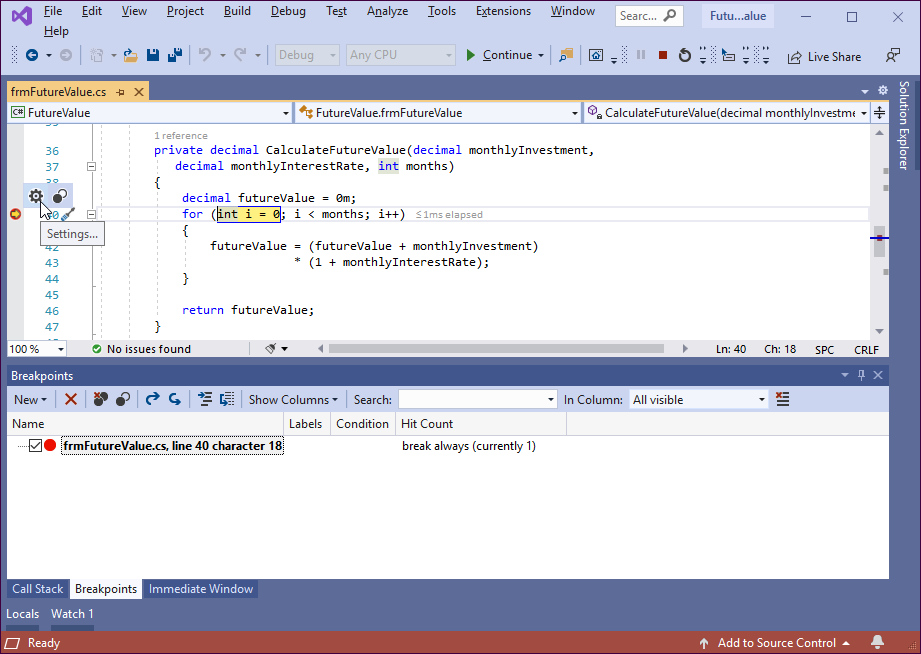 File Edit View Project Build Debug Test Analyze Tools Extensions Window Searc... Futu...alue
Help
Debug Any CPU Continue Live Share
frmFutureValue.cs
C# FutureValue FutureValue.frmFutureValue CalculateFutureValue(decimal monthlyInvestme
Solution Explorer
1 reference
36 private decimal CalculateFutureValue(decimal monthlyInvestment,
37 decimal monthlyInterestRate, int months)
{
decimal futureValue = 0m;
for (int i = 0; i < months; i++) ≤1ms elapsed
{
Settings...
42 futureValue = (futureValue + monthlyInvestment)
43 * (1 + monthlyInterestRate);
44 }
45
46 return futureValue;
47 }
100 % No issues found Ln: 40 Ch: 18 SPC CRLF
Breakpoints
New Show Columns Search: In Column: All visible
Name Labels Condition Hit Count
frmFutureValue.cs, line 40 character 18 break always (currently 1)
Call Stack Breakpoints Immediate Window
Locals Watch 1
Ready Add to Source Control